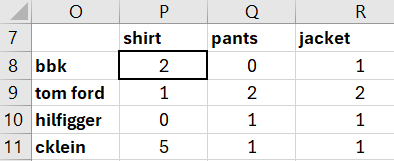 O P Q R
7 shirt pants jacket
8 bbk 2 0 1
9 tom ford 1 2 2
10 hilfigger 0 1 1
11 cklein 5 1 1